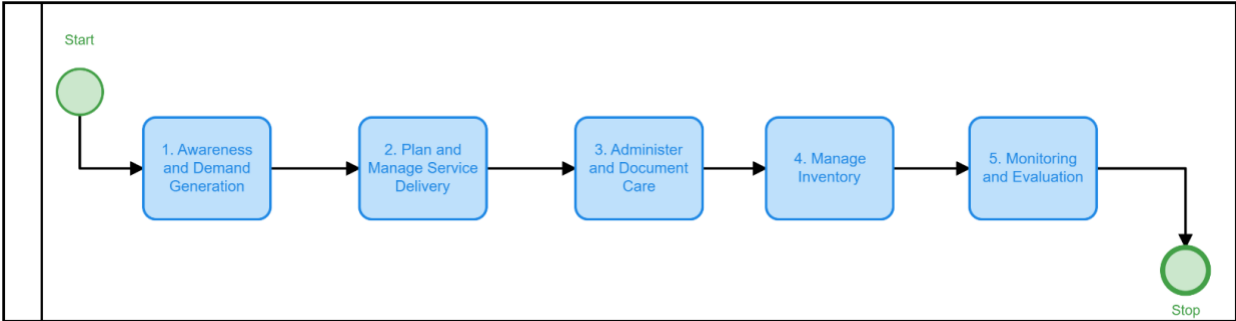 Start
1. Awareness
and Demand
Generation
2. Plan and
Manage Service
Delivery
3. Administer
and Document
Care
4. Manage
Inventory
5. Monitoring
and Evaluation
Stop